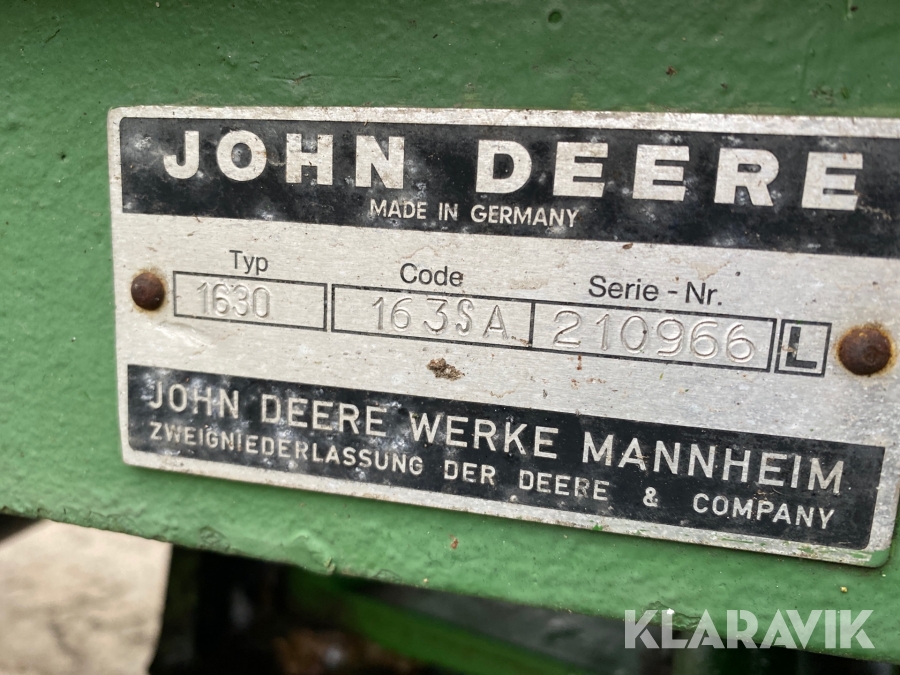 JOHN DEERE
MADE IN GERMANY
Typ Code Serie-Nr.
1630 163SA 210966 L
JOHN DEERE WERKE MANNHEIM
ZWEIGNIEDERLASSUNG DER DEERE & COMPANY
KLARAVIK